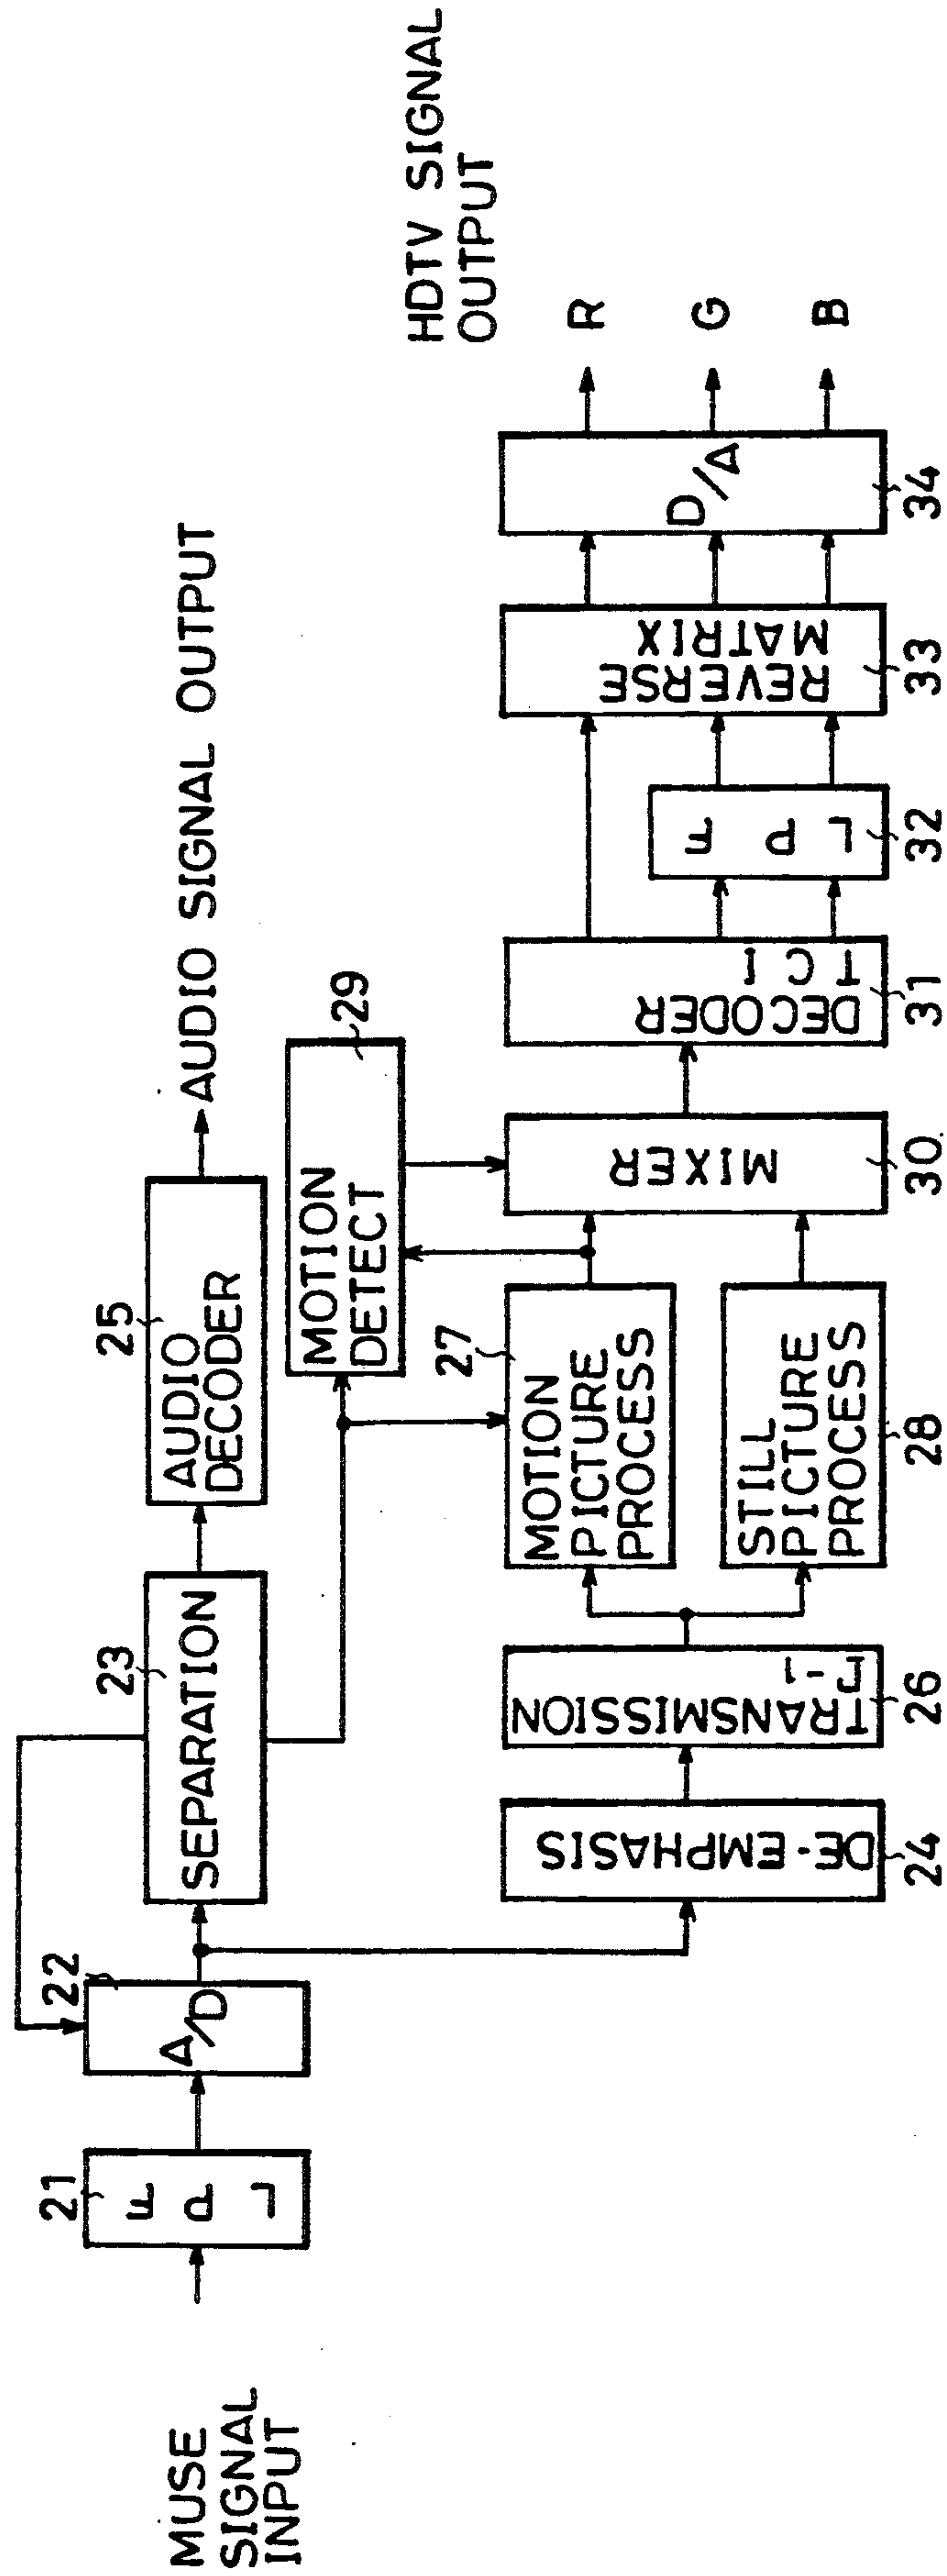 MUSE
SIGNAL
INPUT
21
L P F
22
A/D
23
SEPARATION
25
AUDIO
DECODER
AUDIO SIGNAL OUTPUT
29
MOTION
DETECT
24
DE-EMPHASIS
26
TRANSMISSION
Γ-1
27
MOTION
PICTURE
PROCESS
28
STILL
PICTURE
PROCESS
30
MIXER
31
TCI
DECODER
32
L P F
33
REVERSE
MATRIX
34
D/A
HDTV SIGNAL
OUTPUT
R
G
B